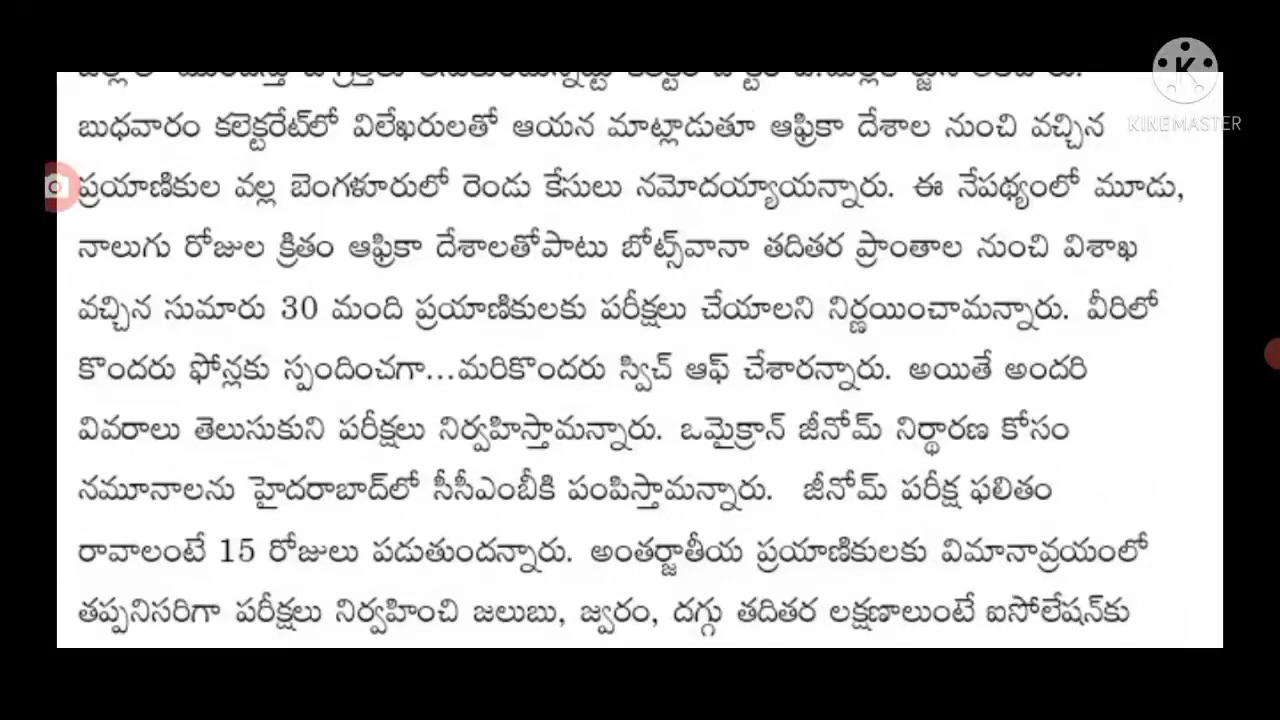 బుధవారం కలెక్టరేట్‌లో విలేఖరులతో ఆయన మాట్లాడుతూ ఆఫ్రికా దేశాల నుంచి వచ్చిన
KINEMASTER
ప్రయాణికుల వల్ల బెంగళూరులో రెండు కేసులు నమోదయ్యాయన్నారు. ఈ నేపథ్యంలో మూడు,
నాలుగు రోజుల క్రితం ఆఫ్రికా దేశాలతోపాటు బోట్స్‌వానా తదితర ప్రాంతాల నుంచి విశాఖ
వచ్చిన సుమారు 30 మంది ప్రయాణికులకు పరీక్షలు చేయాలని నిర్ణయించామన్నారు. వీరిలో
కొందరు ఫోన్లకు స్పందించగా...మరికొందరు స్విచ్ ఆఫ్ చేశారన్నారు. అయితే అందరి
వివరాలు తెలుసుకుని పరీక్షలు నిర్వహిస్తామన్నారు. ఒమైక్రాన్ జీనోమ్ నిర్ధారణ కోసం
నమూనాలను హైదరాబాద్‌లో సీసీఎంబీకి పంపిస్తామన్నారు. జీనోమ్ పరీక్ష ఫలితం
రావాలంటే 15 రోజులు పడుతుందన్నారు. అంతర్జాతీయ ప్రయాణికులకు విమానాశ్రయంలో
తప్పనిసరిగా పరీక్షలు నిర్వహించి జలుబు, జ్వరం, దగ్గు తదితర లక్షణాలుంటే ఐసోలేషన్‌కు